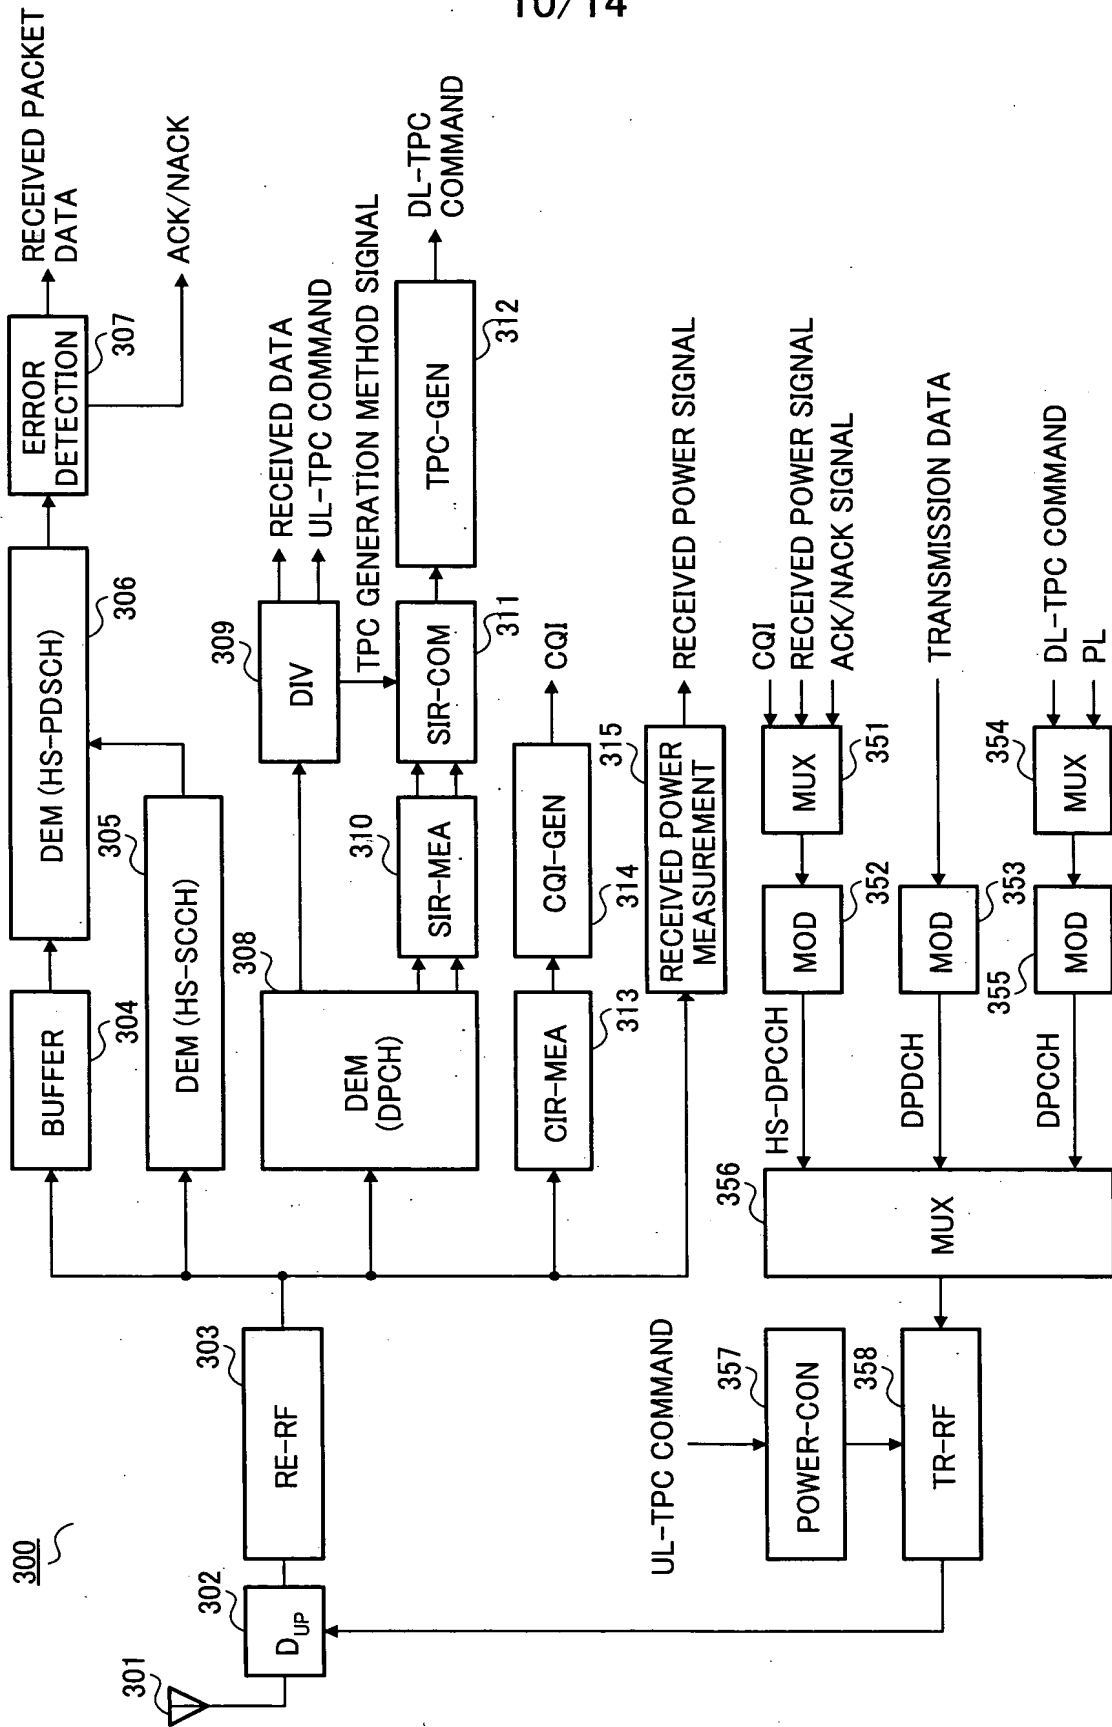 10/14
300
301
302
D_UP
303
RE-RF
304
BUFFER
305
DEM (HS-SCCH)
306
DEM (HS-PDSCH)
307
ERROR
DETECTION
RECEIVED PACKET
DATA
ACK/NACK
308
DEM
(DPCH)
309
DIV
RECEIVED DATA
UL-TPC COMMAND
TPC GENERATION METHOD SIGNAL
310
SIR-MEA
311
SIR-COM
312
TPC-GEN
DL-TPC
COMMAND
313
CIR-MEA
314
CQI-GEN
CQI
315
RECEIVED POWER
MEASUREMENT
RECEIVED POWER SIGNAL
CQI
RECEIVED POWER SIGNAL
ACK/NACK SIGNAL
351
MUX
352
MOD
HS-DPCCH
TRANSMISSION DATA
353
MOD
DPDCH
DL-TPC COMMAND
PL
354
MUX
355
MOD
DPCCH
356
MUX
UL-TPC COMMAND
357
POWER-CON
358
TR-RF